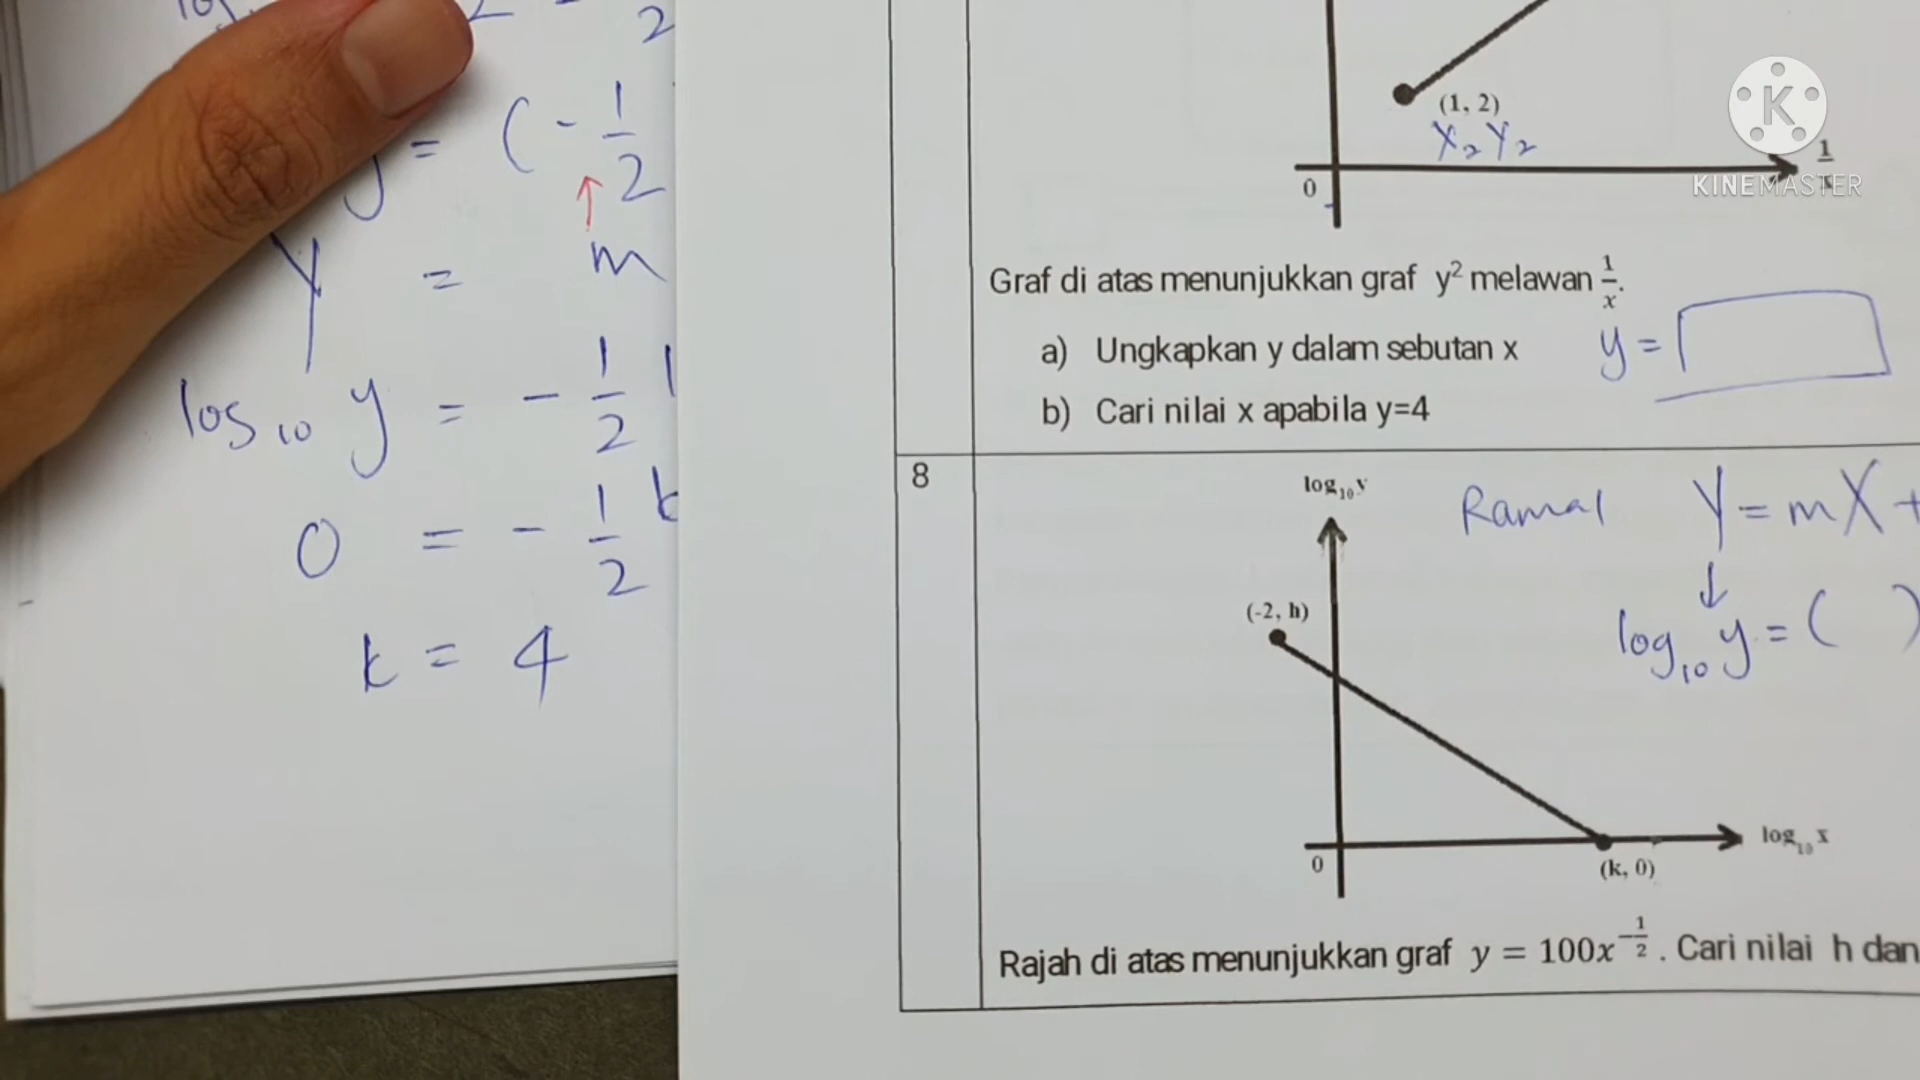 2
= (-1/2
Y = m
log₁₀ y = -1/2
0 = -1/2 k
k = 4
(1, 2)
X₂ Y₂
0
1/x
K
KINEMASTER
Graf di atas menunjukkan graf y² melawan 1/x.
a) Ungkapkan y dalam sebutan x
y =
b) Cari nilai x apabila y=4
8
log₁₀ y
Ramal Y = mX +
log₁₀ y = ( )
(-2, h)
0
log₁₀ x
(k, 0)
Rajah di atas menunjukkan graf y = 100x^(-1/2) . Cari nilai h dan